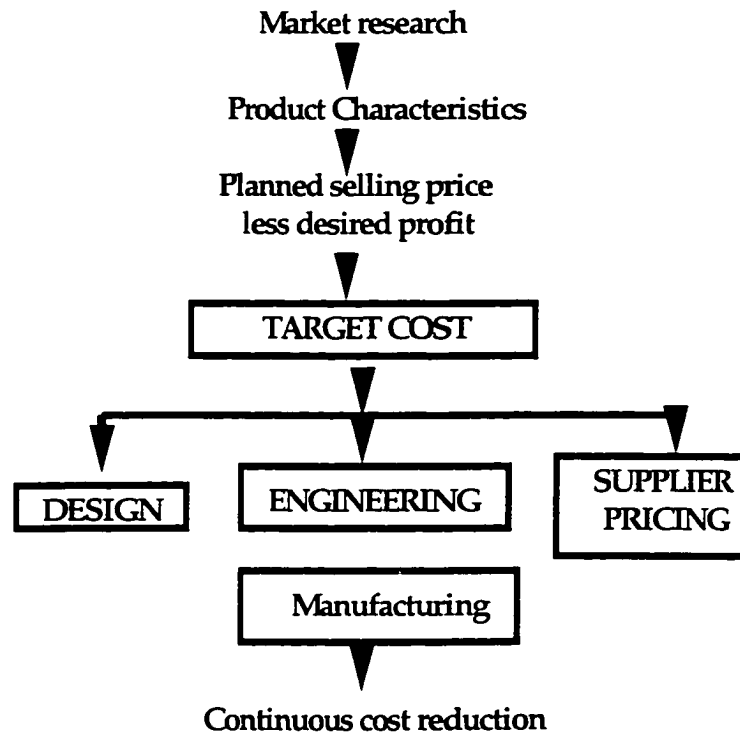 Market research
Product Characteristics
Planned selling price
less desired profit
TARGET COST
DESIGN
ENGINEERING
SUPPLIER
PRICING
Manufacturing
Continuous cost reduction